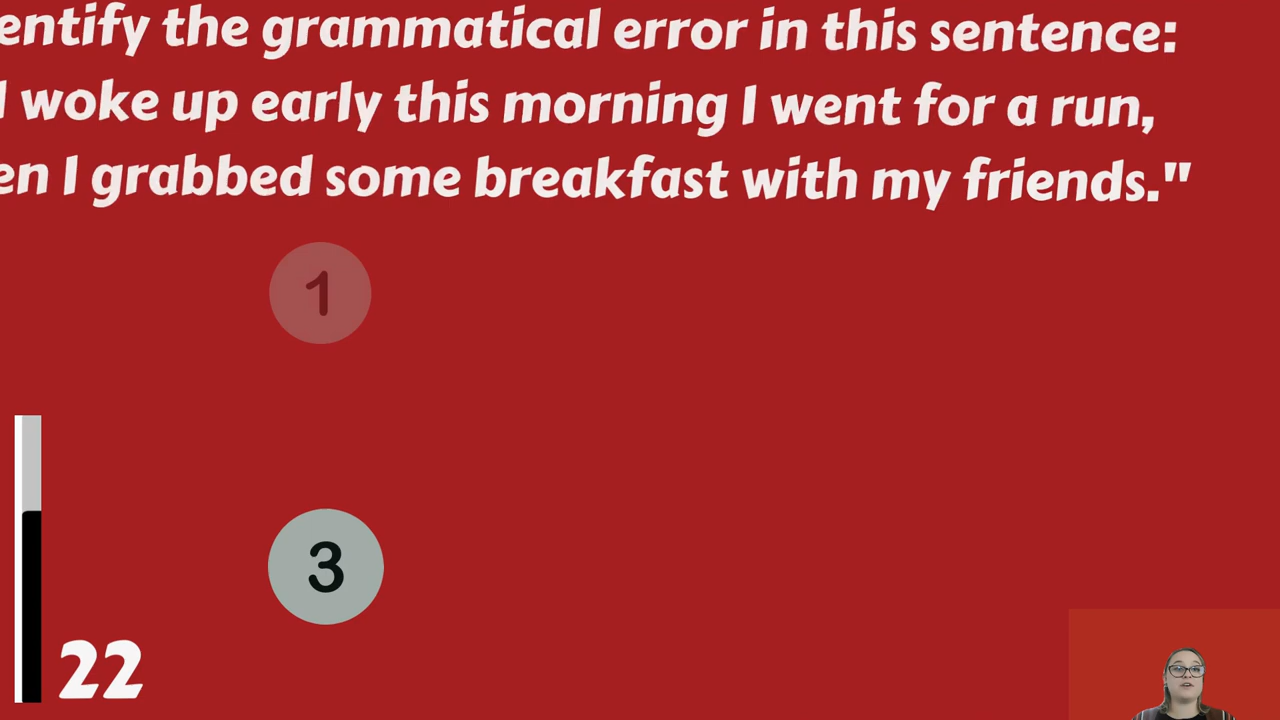 entify the grammatical error in this sentence:
I woke up early this morning I went for a run,
en I grabbed some breakfast with my friends."
1
3
22